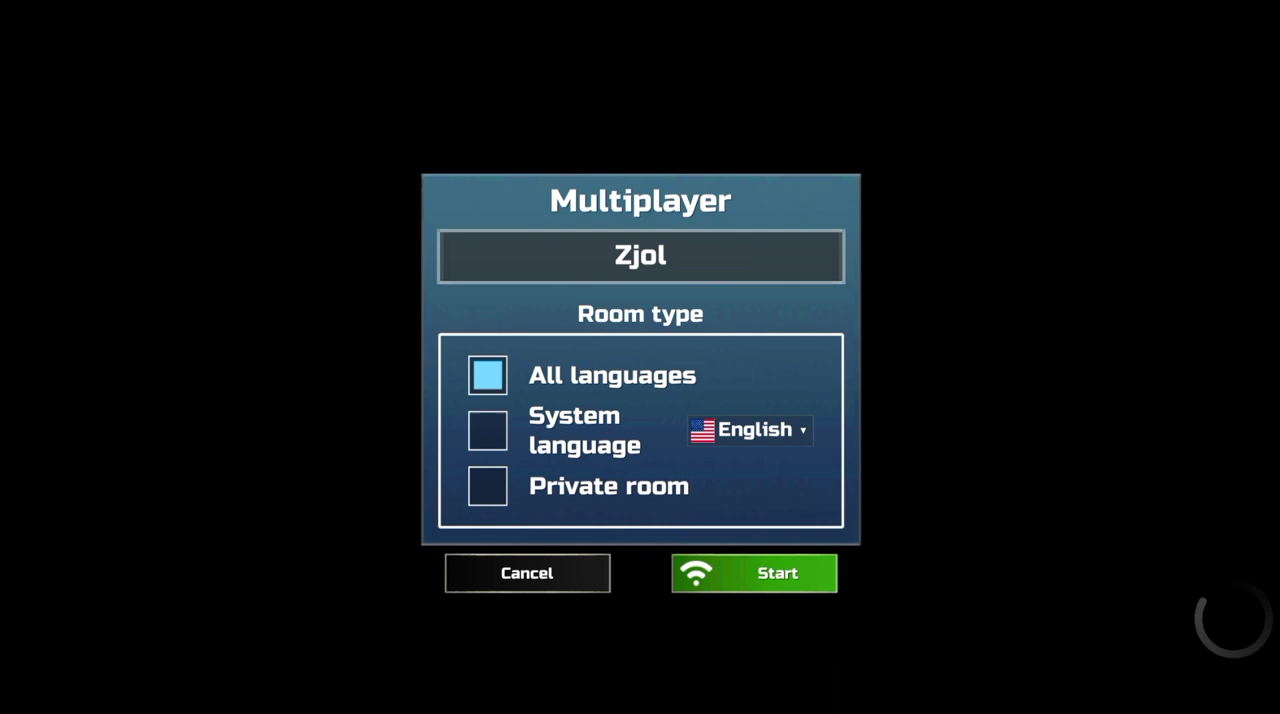 Multiplayer
Zjol
Room type
All languages
System
language
English
Private room
Cancel
Start